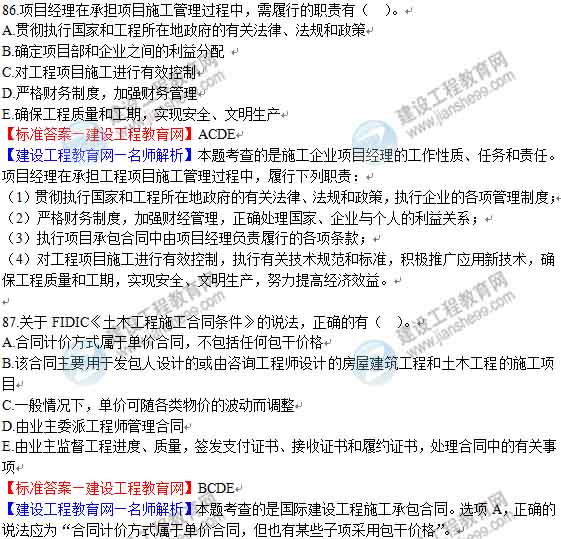 86.项目经理在承担项目施工管理过程中，需履行的职责有（ ）。
A.贯彻执行国家和工程所在地政府的有关法律、法规和政策
B.确定项目部和企业之间的利益分配
C.对工程项目施工进行有效控制
D.严格财务制度，加强财务管理
E.确保工程质量和工期，实现安全、文明生产
【标准答案－建设工程教育网】ACDE
【建设工程教育网－名师解析】本题考查的是施工企业项目经理的工作性质、任务和责任。
项目经理在承担工程项目施工管理过程中，履行下列职责：
（1）贯彻执行国家和工程所在地政府的有关法律、法规和政策，执行企业的各项管理制度；
（2）严格财务制度，加强财经管理，正确处理国家、企业与个人的利益关系；
（3）执行项目承包合同中由项目经理负责履行的各项条款；
（4）对工程项目施工进行有效控制，执行有关技术规范和标准，积极推广应用新技术，确
保工程质量和工期，实现安全、文明生产，努力提高经济效益。
87.关于 FIDIC《土木工程施工合同条件》的说法，正确的有（ ）。
A.合同计价方式属于单价合同，不包括任何包干价格
B.该合同主要用于发包人设计的或由咨询工程师设计的房屋建筑工程和土木工程的施工项
目
C.一般情况下，单价可随各类物价的波动而调整
D.由业主委派工程师管理合同
E.由业主监督工程进度、质量，签发支付证书、接收证书和履约证书，处理合同中的有关事
项
【标准答案－建设工程教育网】BCDE
【建设工程教育网－名师解析】本题考查的是国际建设工程施工承包合同。选项 A，正确的
说法应为“合同计价方式属于单价合同，但也有某些子项采用包干价格”。
建设工程教育网
www.jianshe99.com